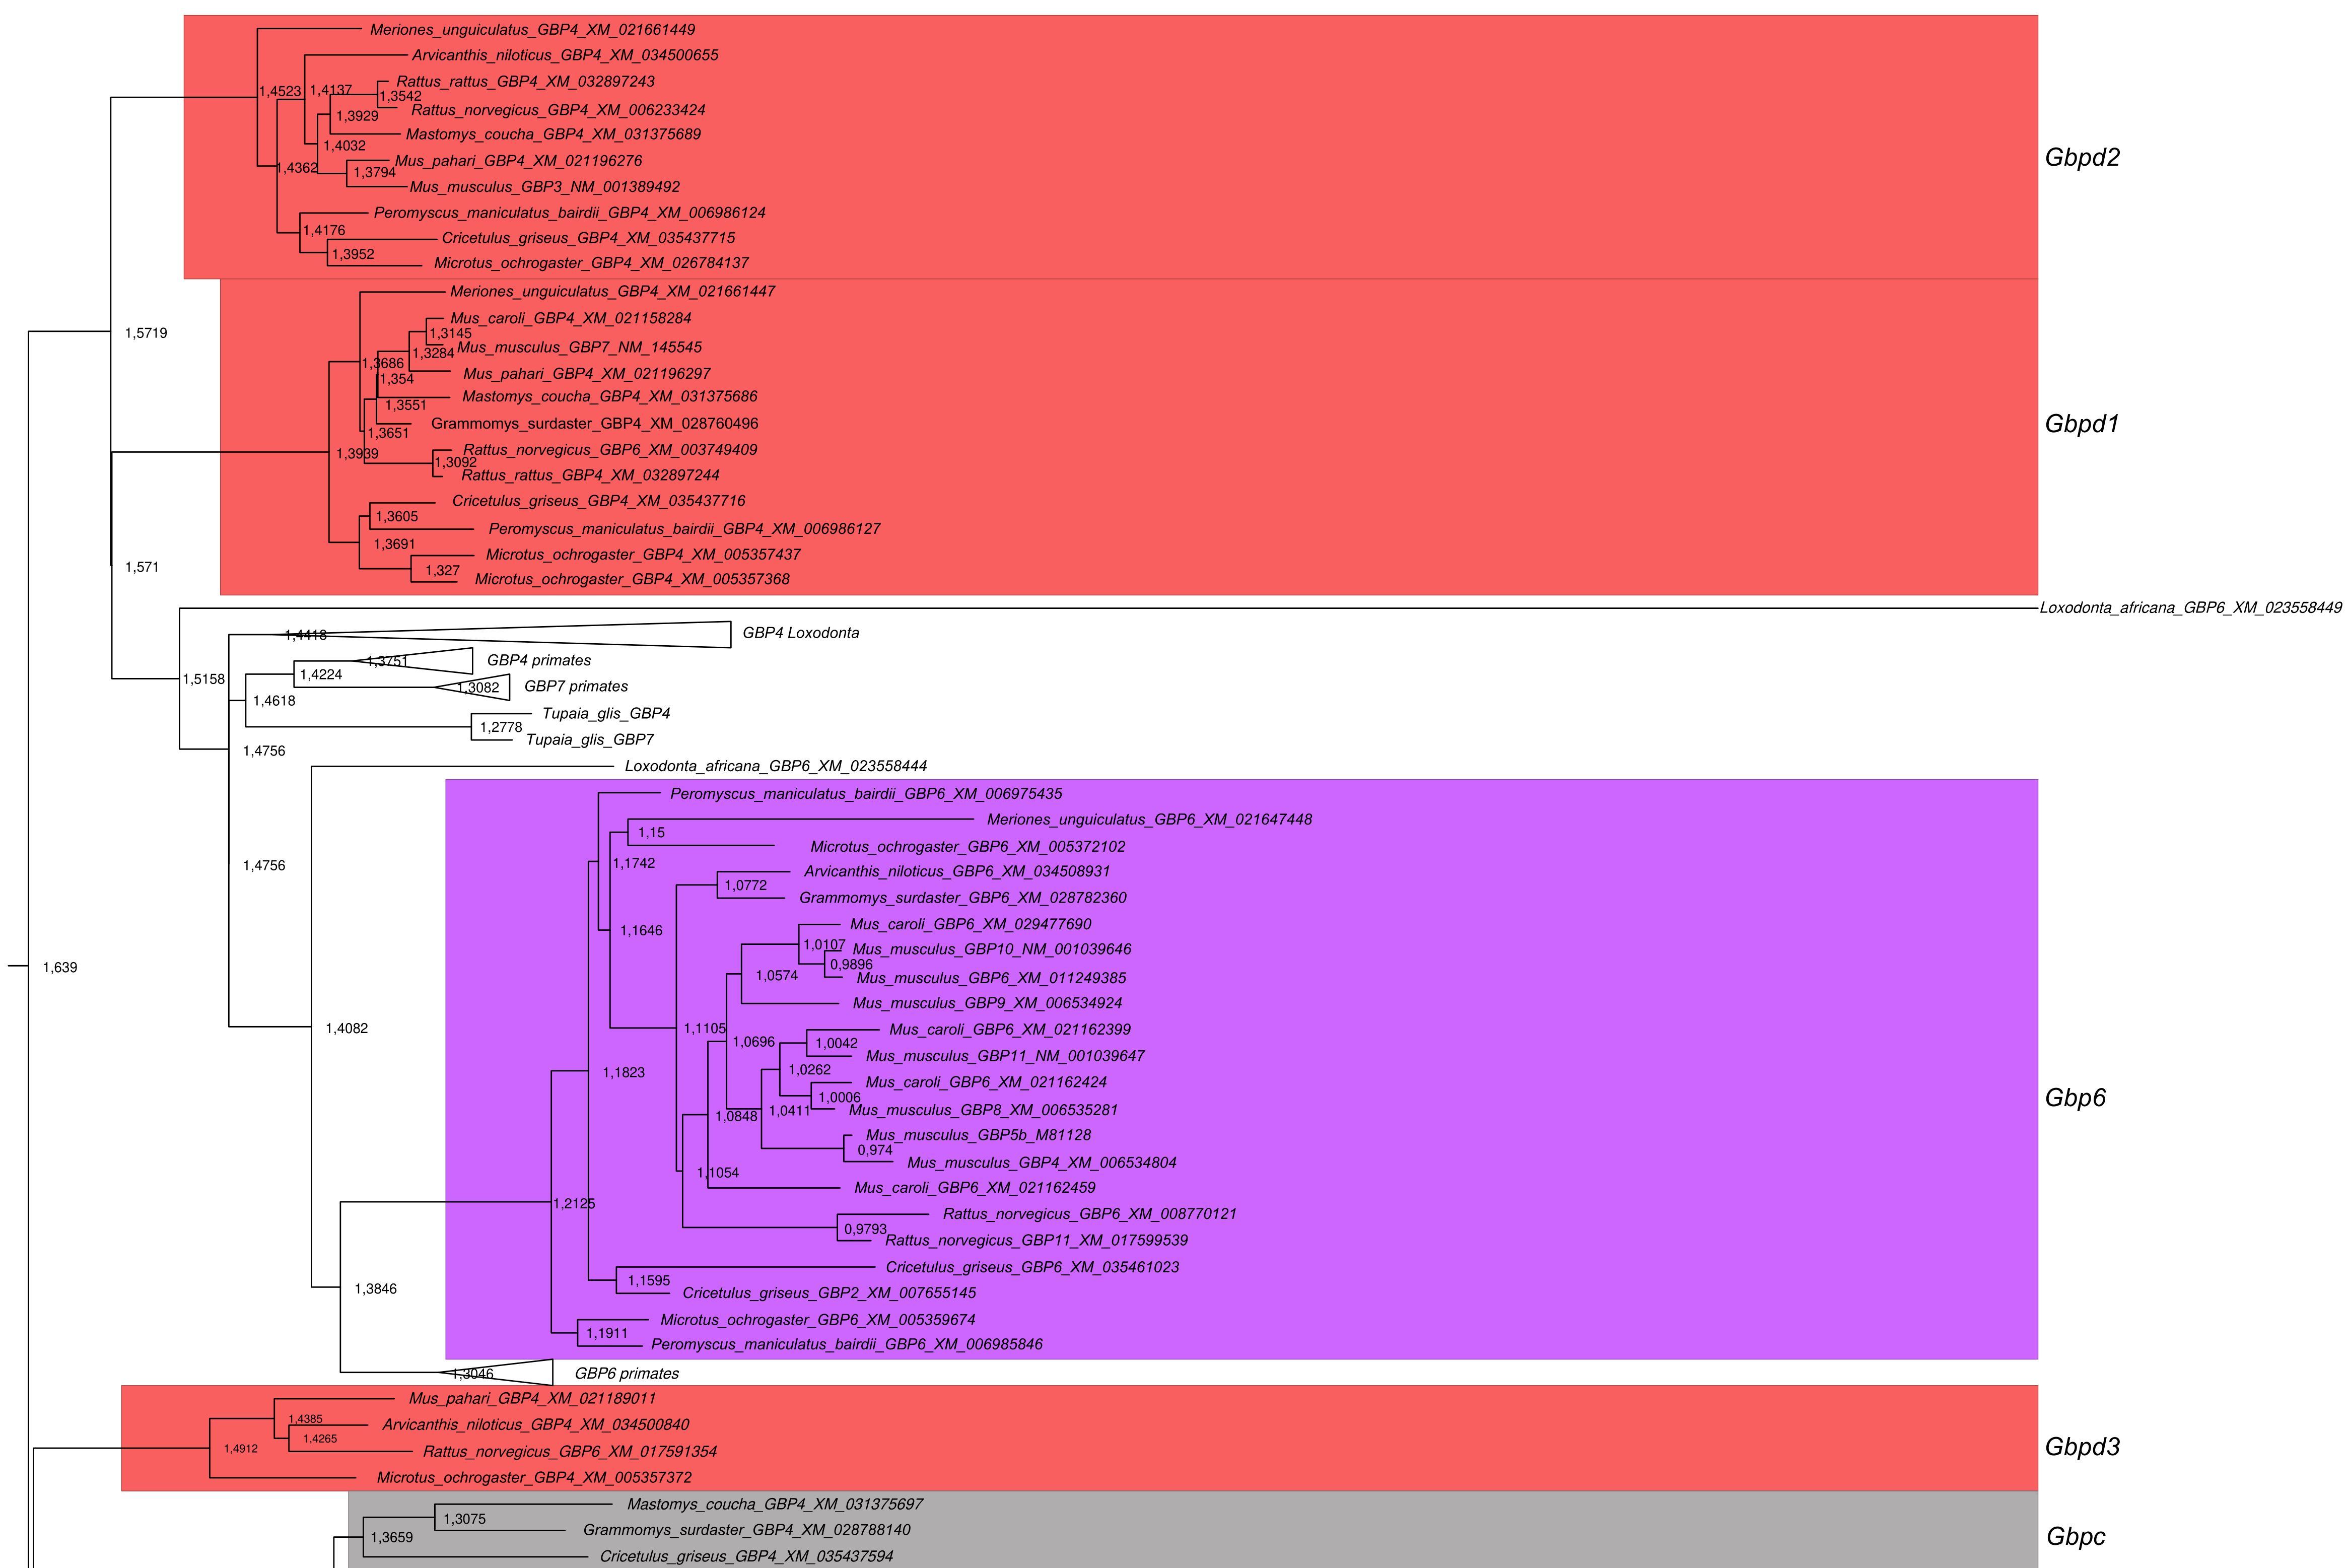 Meriones_unguiculatus_GBP4_XM_021661449
Arvicanthis_niloticus_GBP4_XM_034500655
Rattus_rattus_GBP4_XM_032897243
1,4523
1,4137
1,3542
Rattus_norvegicus_GBP4_XM_006233424
1,3929
Mastomys_coucha_GBP4_XM_031375689
1,4032
Mus_pahari_GBP4_XM_021196276
Gbpd2
1,4362
1,3794
Mus_musculus_GBP3_NM_001389492
Peromyscus_maniculatus_bairdii_GBP4_XM_006986124
1,4176
Cricetulus_griseus_GBP4_XM_035437715
1,3952
Microtus_ochrogaster_GBP4_XM_026784137
Meriones_unguiculatus_GBP4_XM_021661447
Mus_caroli_GBP4_XM_021158284
1,5719
1,3145
Mus_musculus_GBP7_NM_145545
1,3284
1,3686
Mus_pahari_GBP4_XM_021196297
1,354
Mastomys_coucha_GBP4_XM_031375686
1,3551
Grammomys_surdaster_GBP4_XM_028760496
Gbpd1
1,3651
Rattus_norvegicus_GBP6_XM_003749409
1,3939
1,3092
Rattus_rattus_GBP4_XM_032897244
Cricetulus_griseus_GBP4_XM_035437716
1,3605
Peromyscus_maniculatus_bairdii_GBP4_XM_006986127
1,3691
Microtus_ochrogaster_GBP4_XM_005357437
1,571
1,327
Microtus_ochrogaster_GBP4_XM_005357368
Loxodonta_africana_GBP6_XM_023558449
1,4418
GBP4 Loxodonta
1,3751
GBP4 primates
1,4224
1,5158
1,3082
GBP7 primates
1,4618
Tupaia_glis_GBP4
1,2778
Tupaia_glis_GBP7
1,4756
Loxodonta_africana_GBP6_XM_023558444
Peromyscus_maniculatus_bairdii_GBP6_XM_006975435
Meriones_unguiculatus_GBP6_XM_021647448
1,15
Microtus_ochrogaster_GBP6_XM_005372102
1,4756
1,1742
Arvicanthis_niloticus_GBP6_XM_034508931
1,0772
Grammomys_surdaster_GBP6_XM_028782360
Mus_caroli_GBP6_XM_029477690
1,1646
1,0107
Mus_musculus_GBP10_NM_001039646
0,9896
1,639
1,0574
Mus_musculus_GBP6_XM_011249385
Mus_musculus_GBP9_XM_006534924
1,4082
1,1105
Mus_caroli_GBP6_XM_021162399
1,0696
1,0042
Mus_musculus_GBP11_NM_001039647
1,1823
1,0262
Mus_caroli_GBP6_XM_021162424
1,0006
Gbp6
1,0848
1,0411
Mus_musculus_GBP8_XM_006535281
Mus_musculus_GBP5b_M81128
0,974
Mus_musculus_GBP4_XM_006534804
1,1054
Mus_caroli_GBP6_XM_021162459
1,2125
Rattus_norvegicus_GBP6_XM_008770121
0,9793
Rattus_norvegicus_GBP11_XM_017599539
Cricetulus_griseus_GBP6_XM_035461023
1,3846
1,1595
Cricetulus_griseus_GBP2_XM_007655145
Microtus_ochrogaster_GBP6_XM_005359674
1,1911
Peromyscus_maniculatus_bairdii_GBP6_XM_006985846
1,3046
GBP6 primates
Mus_pahari_GBP4_XM_021189011
1,4385
Arvicanthis_niloticus_GBP4_XM_034500840
1,4265
1,4912
Rattus_norvegicus_GBP6_XM_017591354
Gbpd3
Microtus_ochrogaster_GBP4_XM_005357372
Mastomys_coucha_GBP4_XM_031375697
1,3075
Grammomys_surdaster_GBP4_XM_028788140
1,3659
Gbpc
Cricetulus_griseus_GBP4_XM_035437594